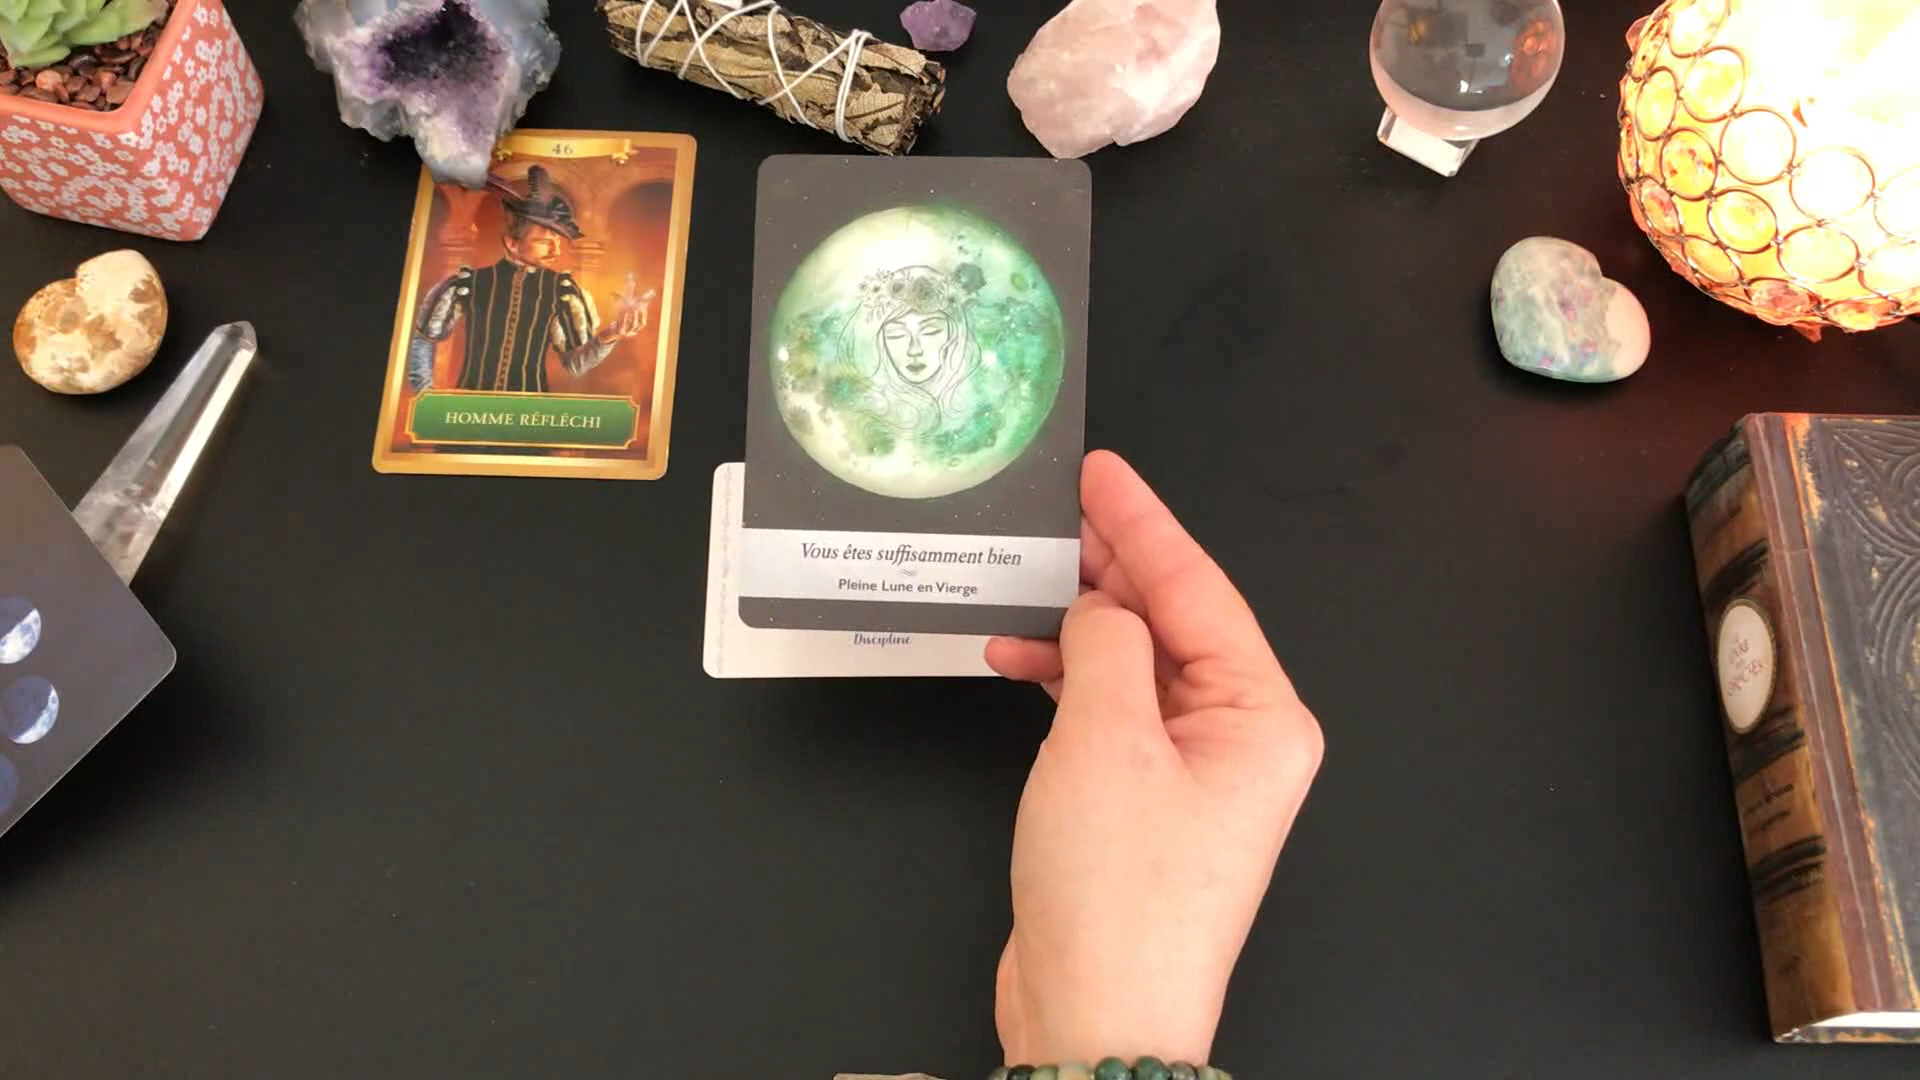 46
HOMME RÉFLÉCHI
Vous êtes suffisamment bien
Pleine Lune en Vierge
Discipline